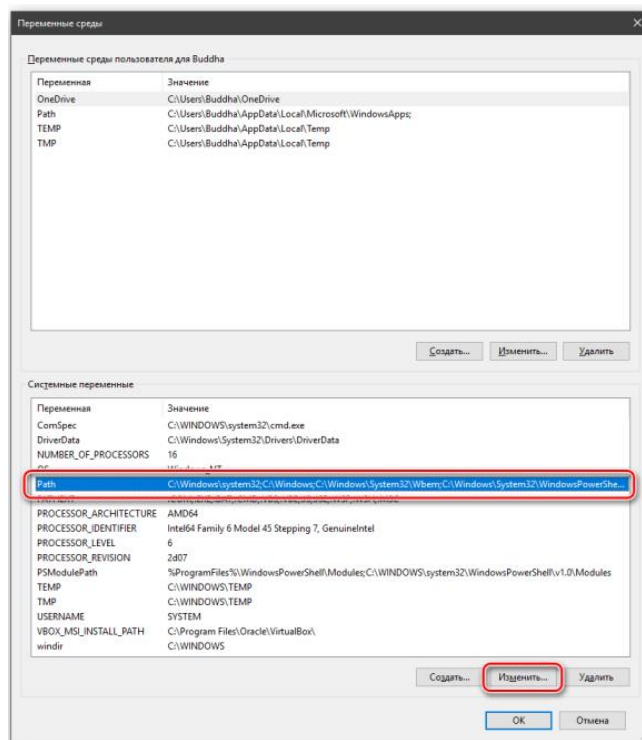 Переменные среды
Переменные среды пользователя для Buddha
Переменная Значение
OneDrive C:\Users\Buddha\OneDrive
Path C:\Users\Buddha\AppData\Local\Microsoft\WindowsApps;
TEMP C:\Users\Buddha\AppData\Local\Temp
TMP C:\Users\Buddha\AppData\Local\Temp
Создать... Изменить... Удалить
Системные переменные
Переменная Значение
ComSpec C:\WINDOWS\system32\cmd.exe
DriverData C:\Windows\System32\Drivers\DriverData
NUMBER_OF_PROCESSORS 16
Path C:\Windows\system32;C:\Windows;C:\Windows\System32\Wbem;C:\Windows\System32\WindowsPowerShe...
PROCESSOR_ARCHITECTURE AMD64
PROCESSOR_IDENTIFIER Intel64 Family 6 Model 45 Stepping 7, GenuineIntel
PROCESSOR_LEVEL 6
PROCESSOR_REVISION 2d07
PSModulePath %ProgramFiles%\WindowsPowerShell\Modules;C:\WINDOWS\system32\WindowsPowerShell\v1.0\Modules
TEMP C:\WINDOWS\TEMP
TMP C:\WINDOWS\TEMP
USERNAME SYSTEM
VBOX_MSI_INSTALL_PATH C:\Program Files\Oracle\VirtualBox\
windir C:\WINDOWS
Создать... Изменить... Удалить
OK Отмена